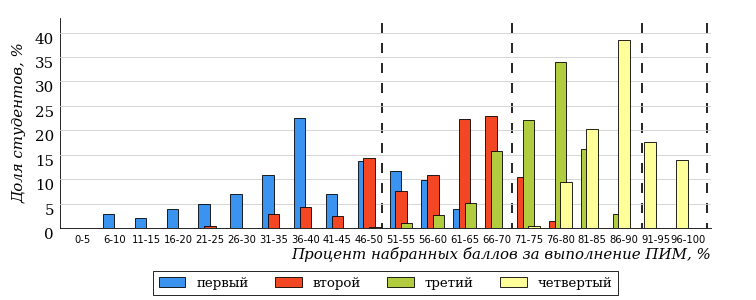 Доля студентов, %
40
35
30
25
20
15
10
5
0
0-5 6-10 11-15 16-20 21-25 26-30 31-35 36-40 41-45 46-50 51-55 56-60 61-65 66-70 71-75 76-80 81-85 86-90 91-95 96-100
Процент набранных баллов за выполнение ПИМ, %
первый второй третий четвертый